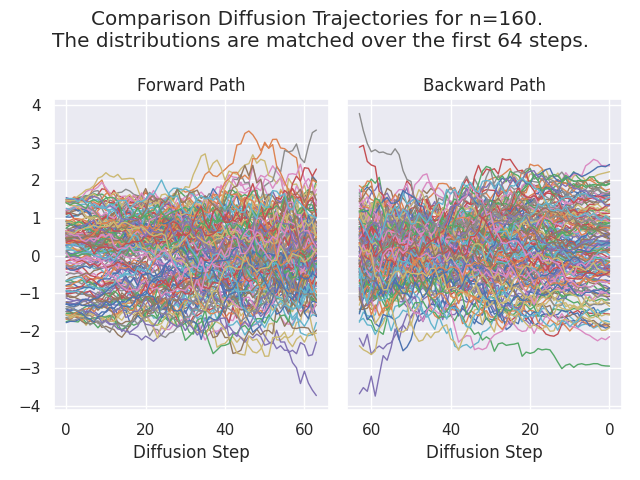 Comparison Diffusion Trajectories for n=160.
The distributions are matched over the first 64 steps.
Forward Path
Backward Path
4
3
2
1
0
−1
−2
−3
−4
0 20 40 60
60 40 20 0
Diffusion Step
Diffusion Step